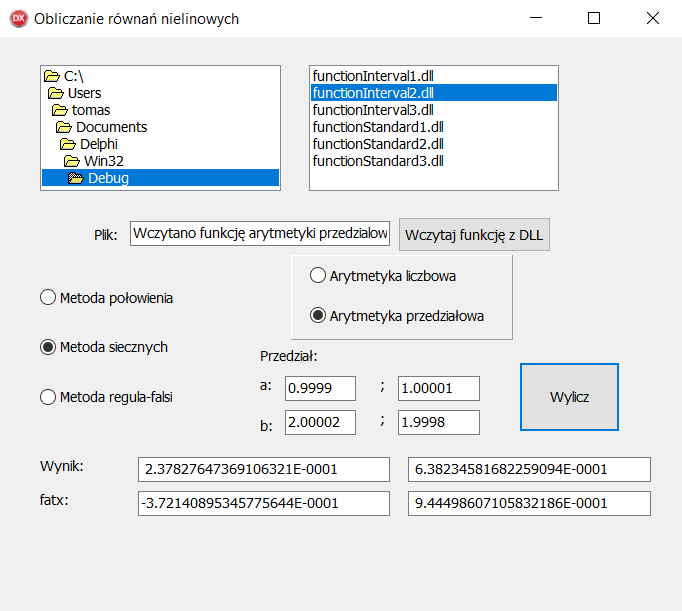 DX Obliczanie równań nielinowych
C:\
Users
tomas
Documents
Delphi
Win32
Debug
functionInterval1.dll
functionInterval2.dll
functionInterval3.dll
functionStandard1.dll
functionStandard2.dll
functionStandard3.dll
Plik: Wczytano funkcję arytmetyki przedzialow Wczytaj funkcję z DLL
Arytmetyka liczbowa
Arytmetyka przedziałowa
Metoda połowienia
Metoda siecznych
Metoda regula-falsi
Przedział:
a: 0.9999 ; 1.00001
b: 2.00002 ; 1.9998
Wylicz
Wynik: 2.37827647369106321E-0001 6.38234581682259094E-0001
fatx: -3.72140895345775644E-0001 9.44498607105832186E-0001